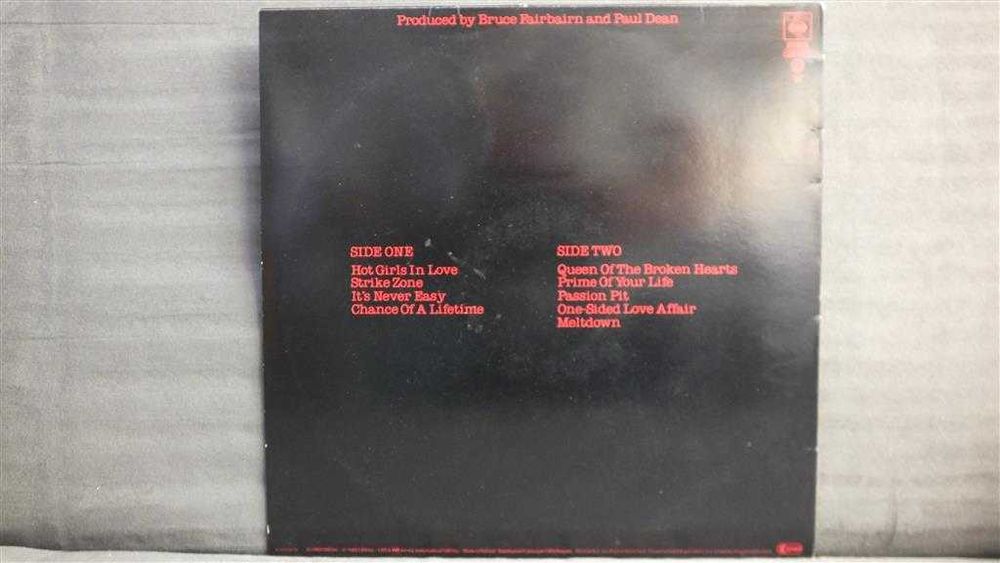 Produced by Bruce Fairbairn and Paul Dean
SIDE ONE
Hot Girls In Love
Strike Zone
It's Never Easy
Chance Of A Lifetime
SIDE TWO
Queen Of The Broken Hearts
Prime Of Your Life
Passion Pit
One-Sided Love Affair
Meltdown